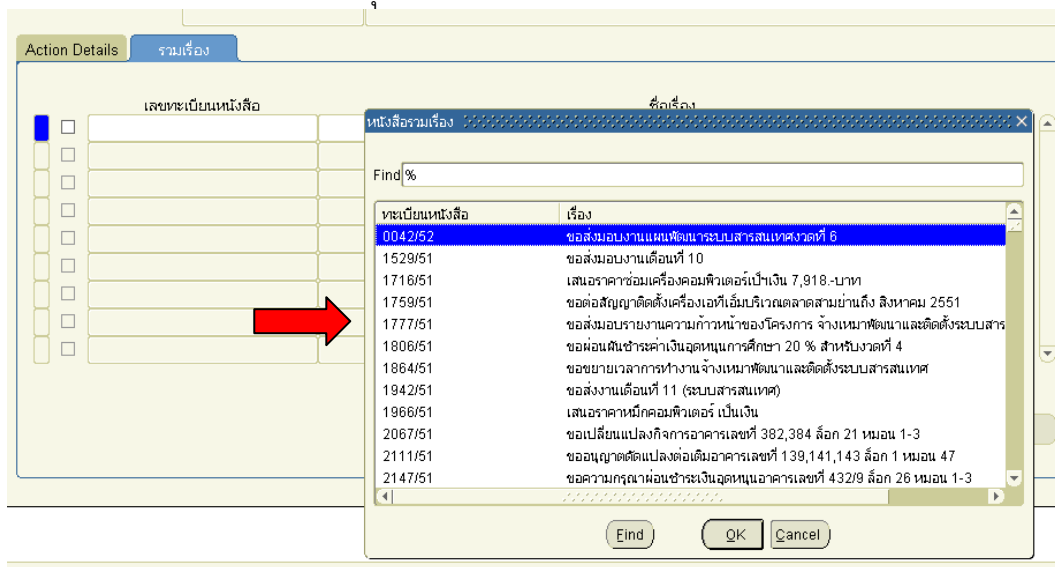 Action Details รวมเรื่อง
เลขทะเบียนหนังสือ ชื่อเรื่อง
หนังสือรวมเรื่อง
Find %
ทะเบียนหนังสือ เรื่อง
0042/52 ขอส่งมอบงานแผนพัฒนาระบบสารสนเทศงวดที่ 6
1529/51 ขอส่งมอบงานเดือนที่ 10
1716/51 เสนอราคาซ่อมเครื่องคอมพิวเตอร์เป็าเงิน 7,918.-บาท
1759/51 ขอต่อสัญญาติดตั้งเครื่องเอทีเอ็มบริเวณตลาดสามย่านถึง สิงหาคม 2551
1777/51 ขอส่งมอบรายงานความก้าวหน้าของโครงการ จ้างเหมาพัฒนาและติดตั้งระบบสาร
1806/51 ขอผ่อนผันชำระค่าเงินอุดหนุนการศึกษา 20 % สำหรับงวดที่ 4
1864/51 ขอขยายเวลาการทำงานจ้างเหมาพัฒนาและติดตั้งระบบสารสนเทศ
1942/51 ขอส่งงานเดือนที่ 11 (ระบบสารสนเทศ)
1966/51 เสนอราคาหมึกคอมพิวเตอร์ เป็นเงิน
2067/51 ขอเปลี่ยนแปลงกิจการอาคารเลขที่ 382,384 ล็อก 21 หมอน 1-3
2111/51 ขออนุญาตดัดแปลงต่อเติมอาคารเลขที่ 139,141,143 ล็อก 1 หมอน 47
2147/51 ขอความกรุณาผ่อนชำระเงินอุดหนุนอาคารเลขที่ 432/9 ล็อก 26 หมอน 1-3
Find OK Cancel